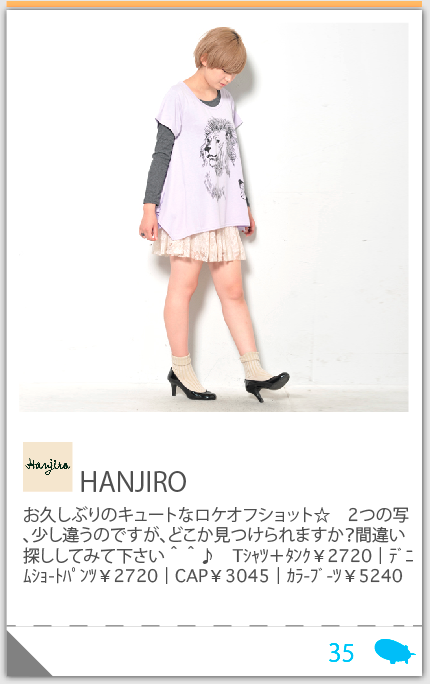 Hanjiro
HANJIRO
お久しぶりのキュートなロケオフショット☆　2つの写
､少し違うのですが､どこか見つけられますか？間違い
探ししてみて下さい＾＾♪　Tｼｬﾂ＋ﾀﾝｸ￥2720｜ﾃﾞﾆ
ﾑｼｮｰﾄﾊﾟﾝﾂ￥2720｜CAP￥3045｜ｶﾗｰﾌﾞｰﾂ￥5240
35